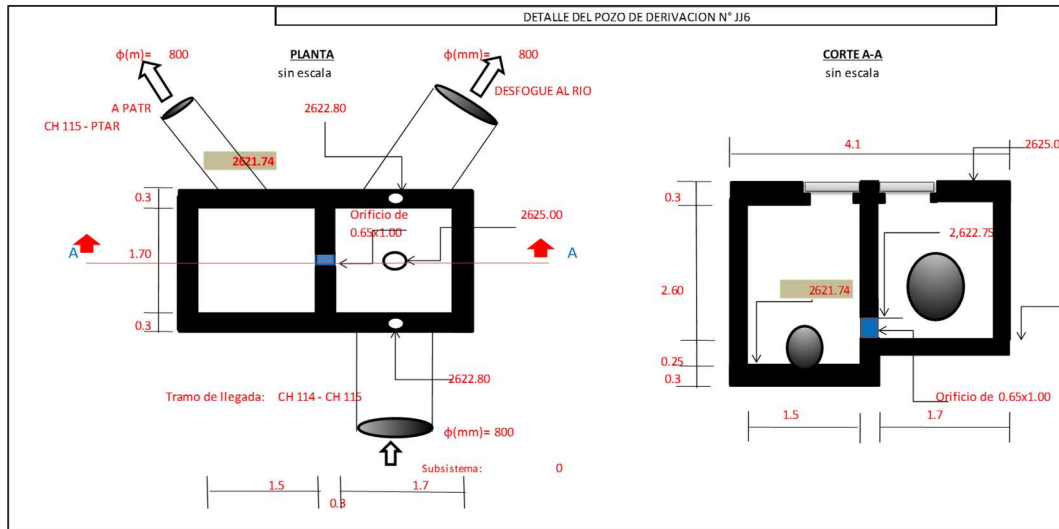 DETALLE DEL POZO DE DERIVACION N° JJ6
ϕ(m)= 800
PLANTA
sin escala
ϕ(mm)= 800
DESFOGUE AL RIO
A PATR
CH 115 - PTAR
2622.80
2621.74
0.3
1.70
0.3
A
A
Orificio de
0.65x1.00
2625.00
2622.80
Tramo de llegada: CH 114 - CH 115
ϕ(mm)= 800
Subsistema: 0
1.5
0.3
1.7
CORTE A-A
sin escala
4.1
2625.0
0.3
2.60
0.25
0.3
2,622.75
2621.74
Orificio de 0.65x1.00
1.5
1.7